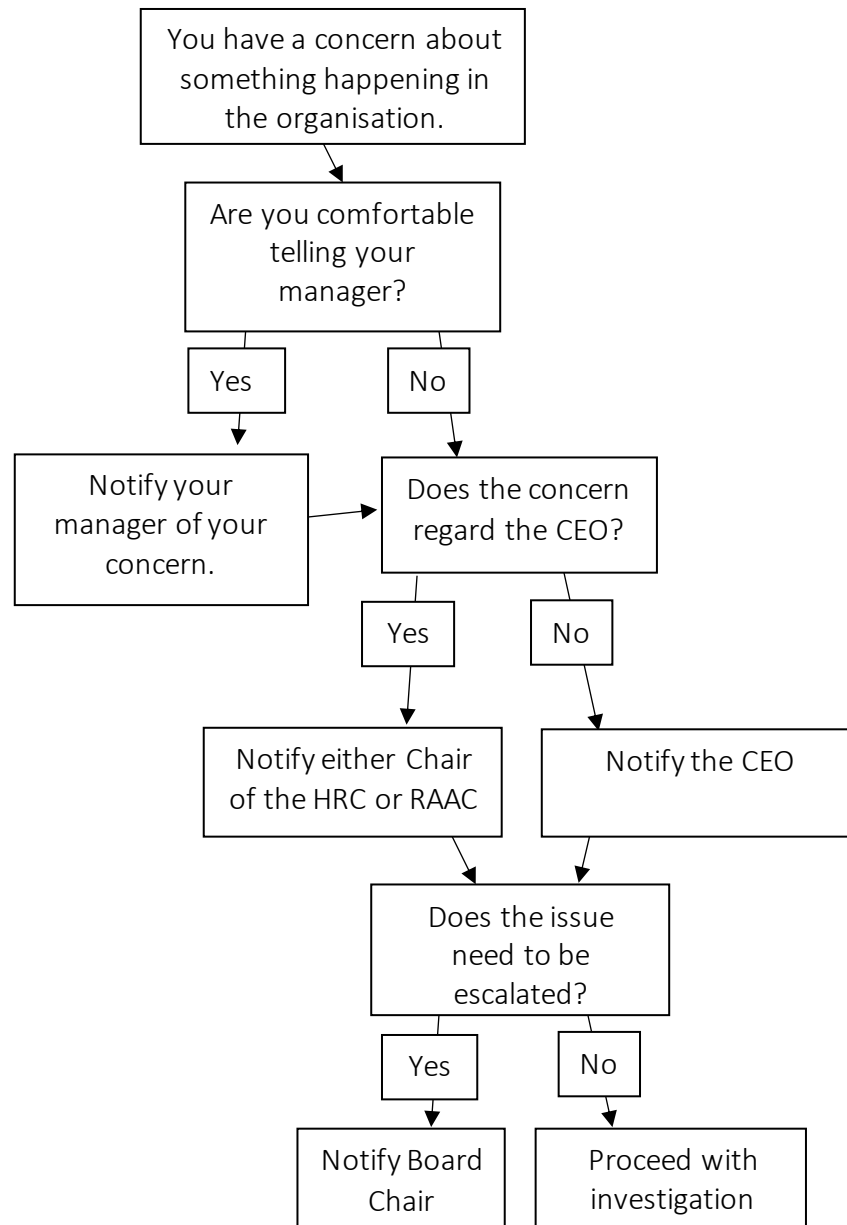 You have a concern about
something happening in
the organisation.
Are you comfortable
telling your
manager?
Yes
No
Notify your
manager of your
concern.
Does the concern
regard the CEO?
Yes
No
Notify either Chair
of the HRC or RAAC
Notify the CEO
Does the issue
need to be
escalated?
Yes
No
Notify Board
Chair
Proceed with
investigation